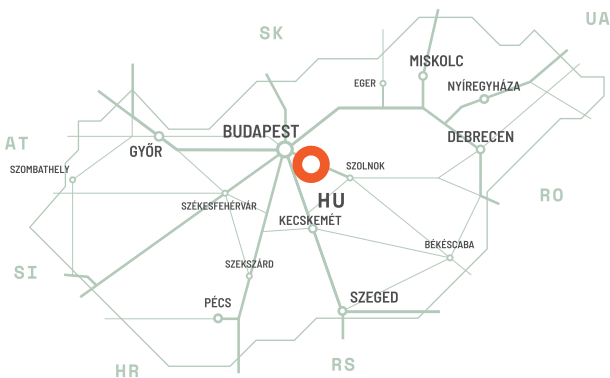 UA
SK
MISKOLC
EGER
NYÍREGYHÁZA
BUDAPEST
DEBRECEN
AT
GYŐR
SZOMBATHELY
SZOLNOK
RO
HU
SZÉKESFEHÉRVÁR
KECSKEMÉT
BÉKÉSCABA
SI
SZEKSZÁRD
PÉCS
SZEGED
HR
RS